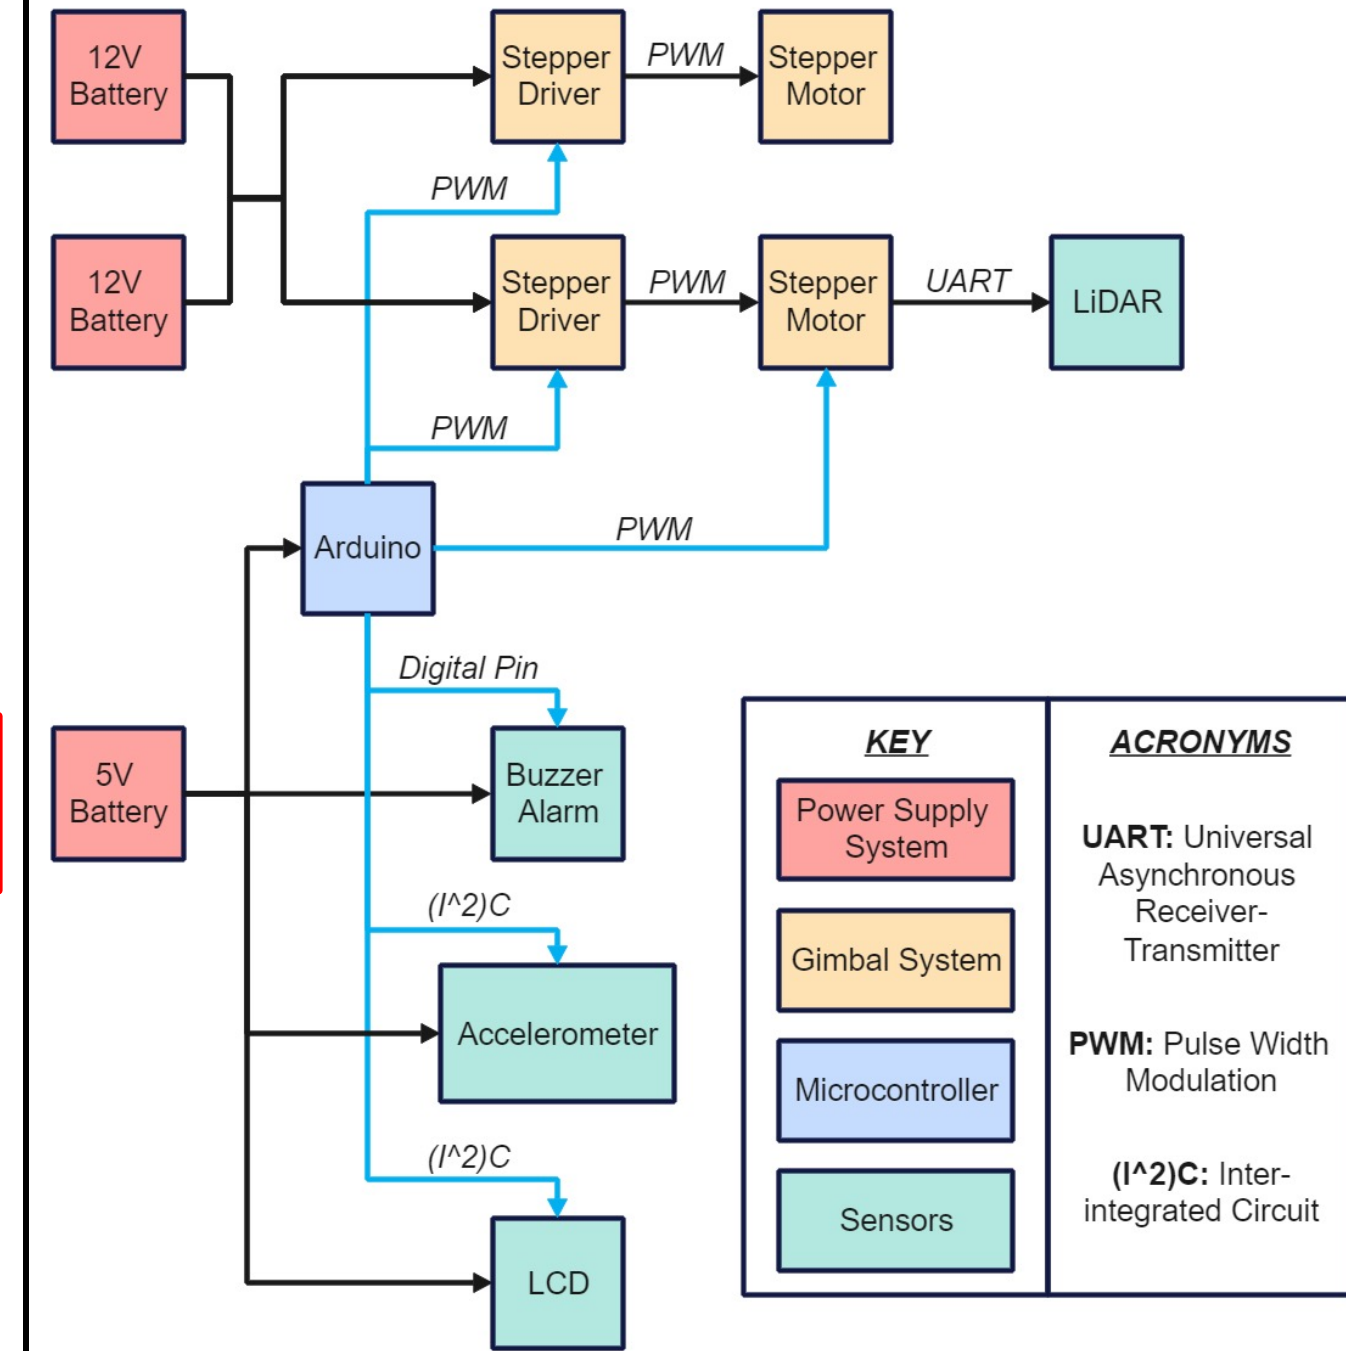 12V
Battery
Stepper
Driver
PWM
Stepper
Motor
PWM
12V
Battery
Stepper
Driver
PWM
Stepper
Motor
UART
LiDAR
PWM
Arduino
PWM
Digital Pin
5V
Battery
Buzzer
Alarm
(I^2)C
Accelerometer
(I^2)C
LCD
KEY
Power Supply
System
Gimbal System
Microcontroller
Sensors
ACRONYMS
UART: Universal
Asynchronous
Receiver-
Transmitter
PWM: Pulse Width
Modulation
(I^2)C: Inter-
integrated Circuit